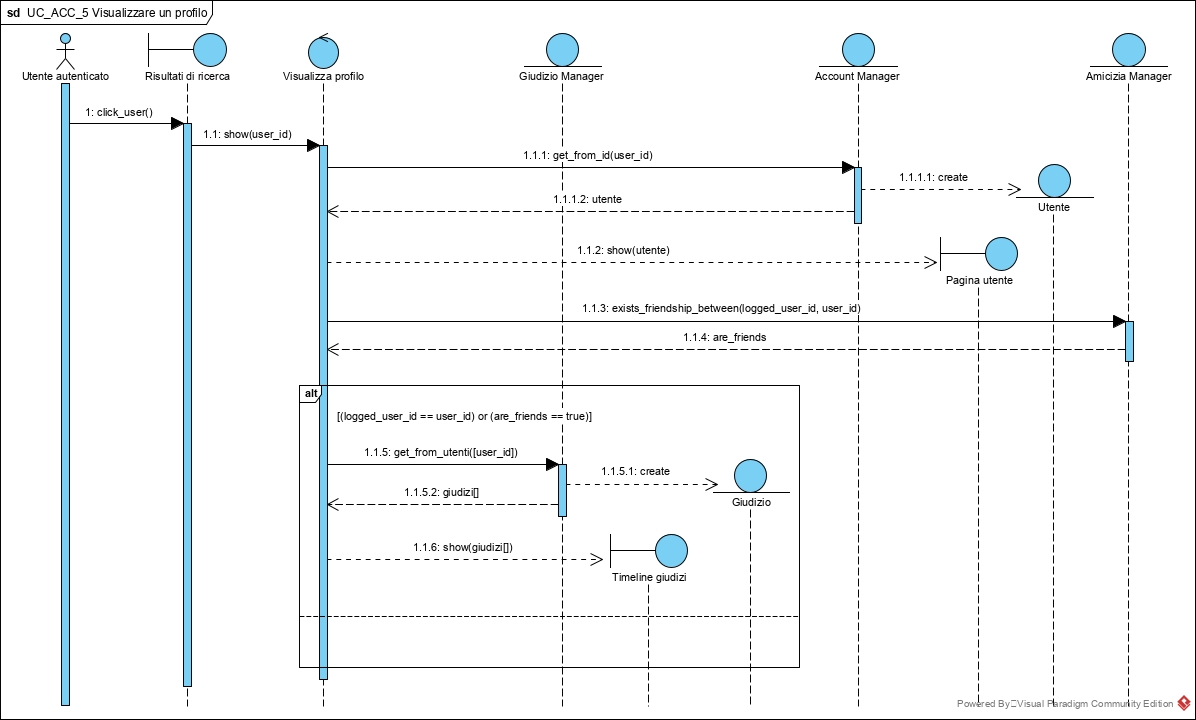 sd UC_ACC_5 Visualizzare un profilo
Utente autenticato
Risultati di ricerca
Visualizza profilo
Giudizio Manager
Account Manager
Amicizia Manager
1: click_user()
1.1: show(user_id)
1.1.1: get_from_id(user_id)
1.1.1.1: create
1.1.1.2: utente
Utente
1.1.2: show(utente)
Pagina utente
1.1.3: exists_friendship_between(logged_user_id, user_id)
1.1.4: are_friends
alt
[(logged_user_id == user_id) or (are_friends == true)]
1.1.5: get_from_utenti([user_id])
1.1.5.1: create
1.1.5.2: giudizi[]
Giudizio
1.1.6: show(giudizi[])
Timeline giudizi
Powered By Visual Paradigm Community Edition